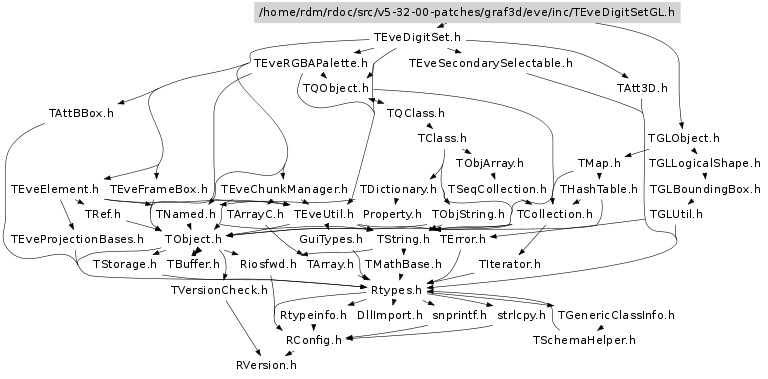 /home/rdm/rdoc/src/v5-32-00-patches/graf3d/eve/inc/TEveDigitSetGL.h
TEveDigitSet.h
TEveRGBAPalette.h TEveSecondarySelectable.h
TQObject.h TAtt3D.h
TAttBBox.h TQClass.h
TClass.h TGLObject.h
TObjArray.h TMap.h TGLLogicalShape.h
TEveElement.h TEveFrameBox.h TEveChunkManager.h TDictionary.h TSeqCollection.h THashTable.h TGLBoundingBox.h
TRef.h TNamed.h TArrayC.h TEveUtil.h Property.h TObjString.h TCollection.h TGLUtil.h
TEveProjectionBases.h TObject.h GuiTypes.h TString.h TError.h
TStorage.h TBuffer.h Riosfwd.h TArray.h TMathBase.h TIterator.h
TVersionCheck.h Rtypes.h
Rtypeinfo.h DllImport.h snprintf.h strlcpy.h TGenericClassInfo.h
RConfig.h TSchemaHelper.h
RVersion.h